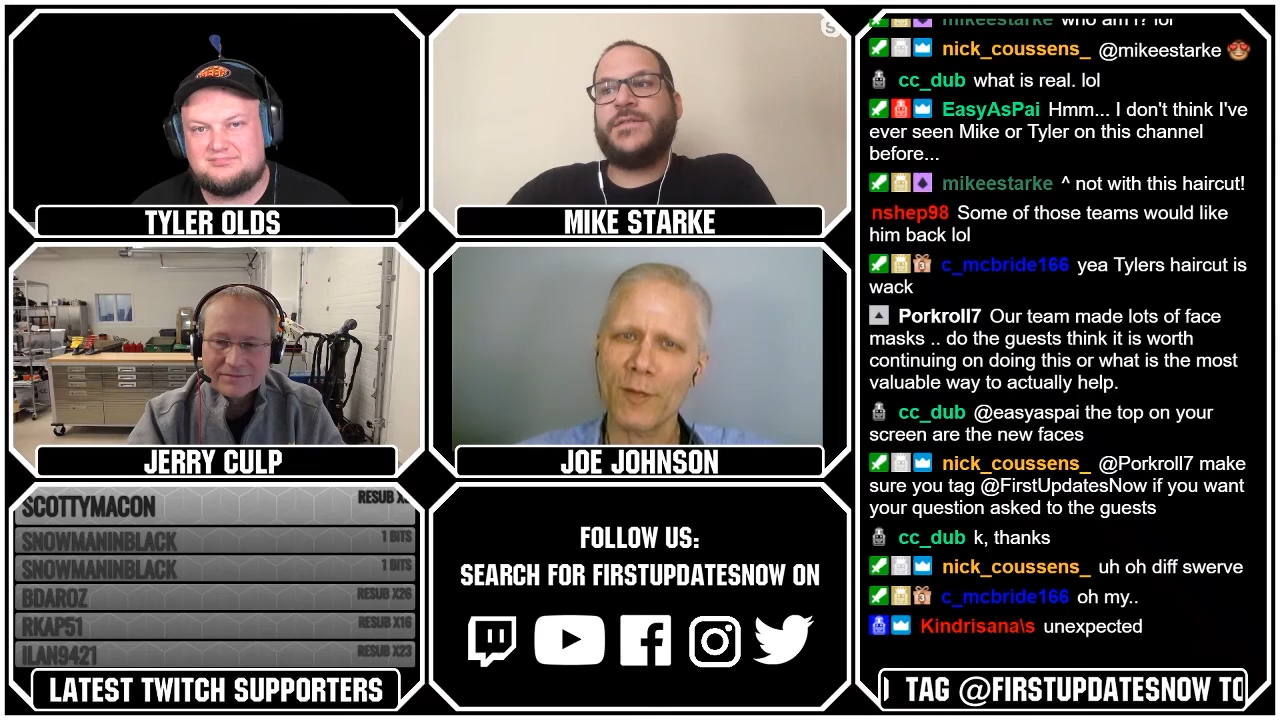 TYLER OLDS
MIKE STARKE
JERRY CULP
JOE JOHNSON
SCOTTYMACON
SNOWMANINBLACK 1 BITS
SNOWMANINBLACK 1 BITS
BDAROZ RESUB X26
RKAP51 RESUB X16
ILAN9421 RESUB X23
LATEST TWITCH SUPPORTERS
FOLLOW US:
SEARCH FOR FIRSTUPDATESNOW ON
mikeestarke who am i? lol
nick_coussens_ @mikeestarke
cc_dub what is real. lol
EasyAsPai Hmm... I don't think I've
ever seen Mike or Tyler on this channel
before...
mikeestarke ^ not with this haircut!
nshep98 Some of those teams would like
him back lol
c_mcbride166 yea Tylers haircut is
wack
Porkroll7 Our team made lots of face
masks .. do the guests think it is worth
continuing on doing this or what is the most
valuable way to actually help.
cc_dub @easyaspai the top on your
screen are the new faces
nick_coussens_ @Porkroll7 make
sure you tag @FirstUpdatesNow if you want
your question asked to the guests
cc_dub k, thanks
nick_coussens_ uh oh diff swerve
c_mcbride166 oh my..
Kindrisana\s unexpected
TAG @FIRSTUPDATESNOW TO